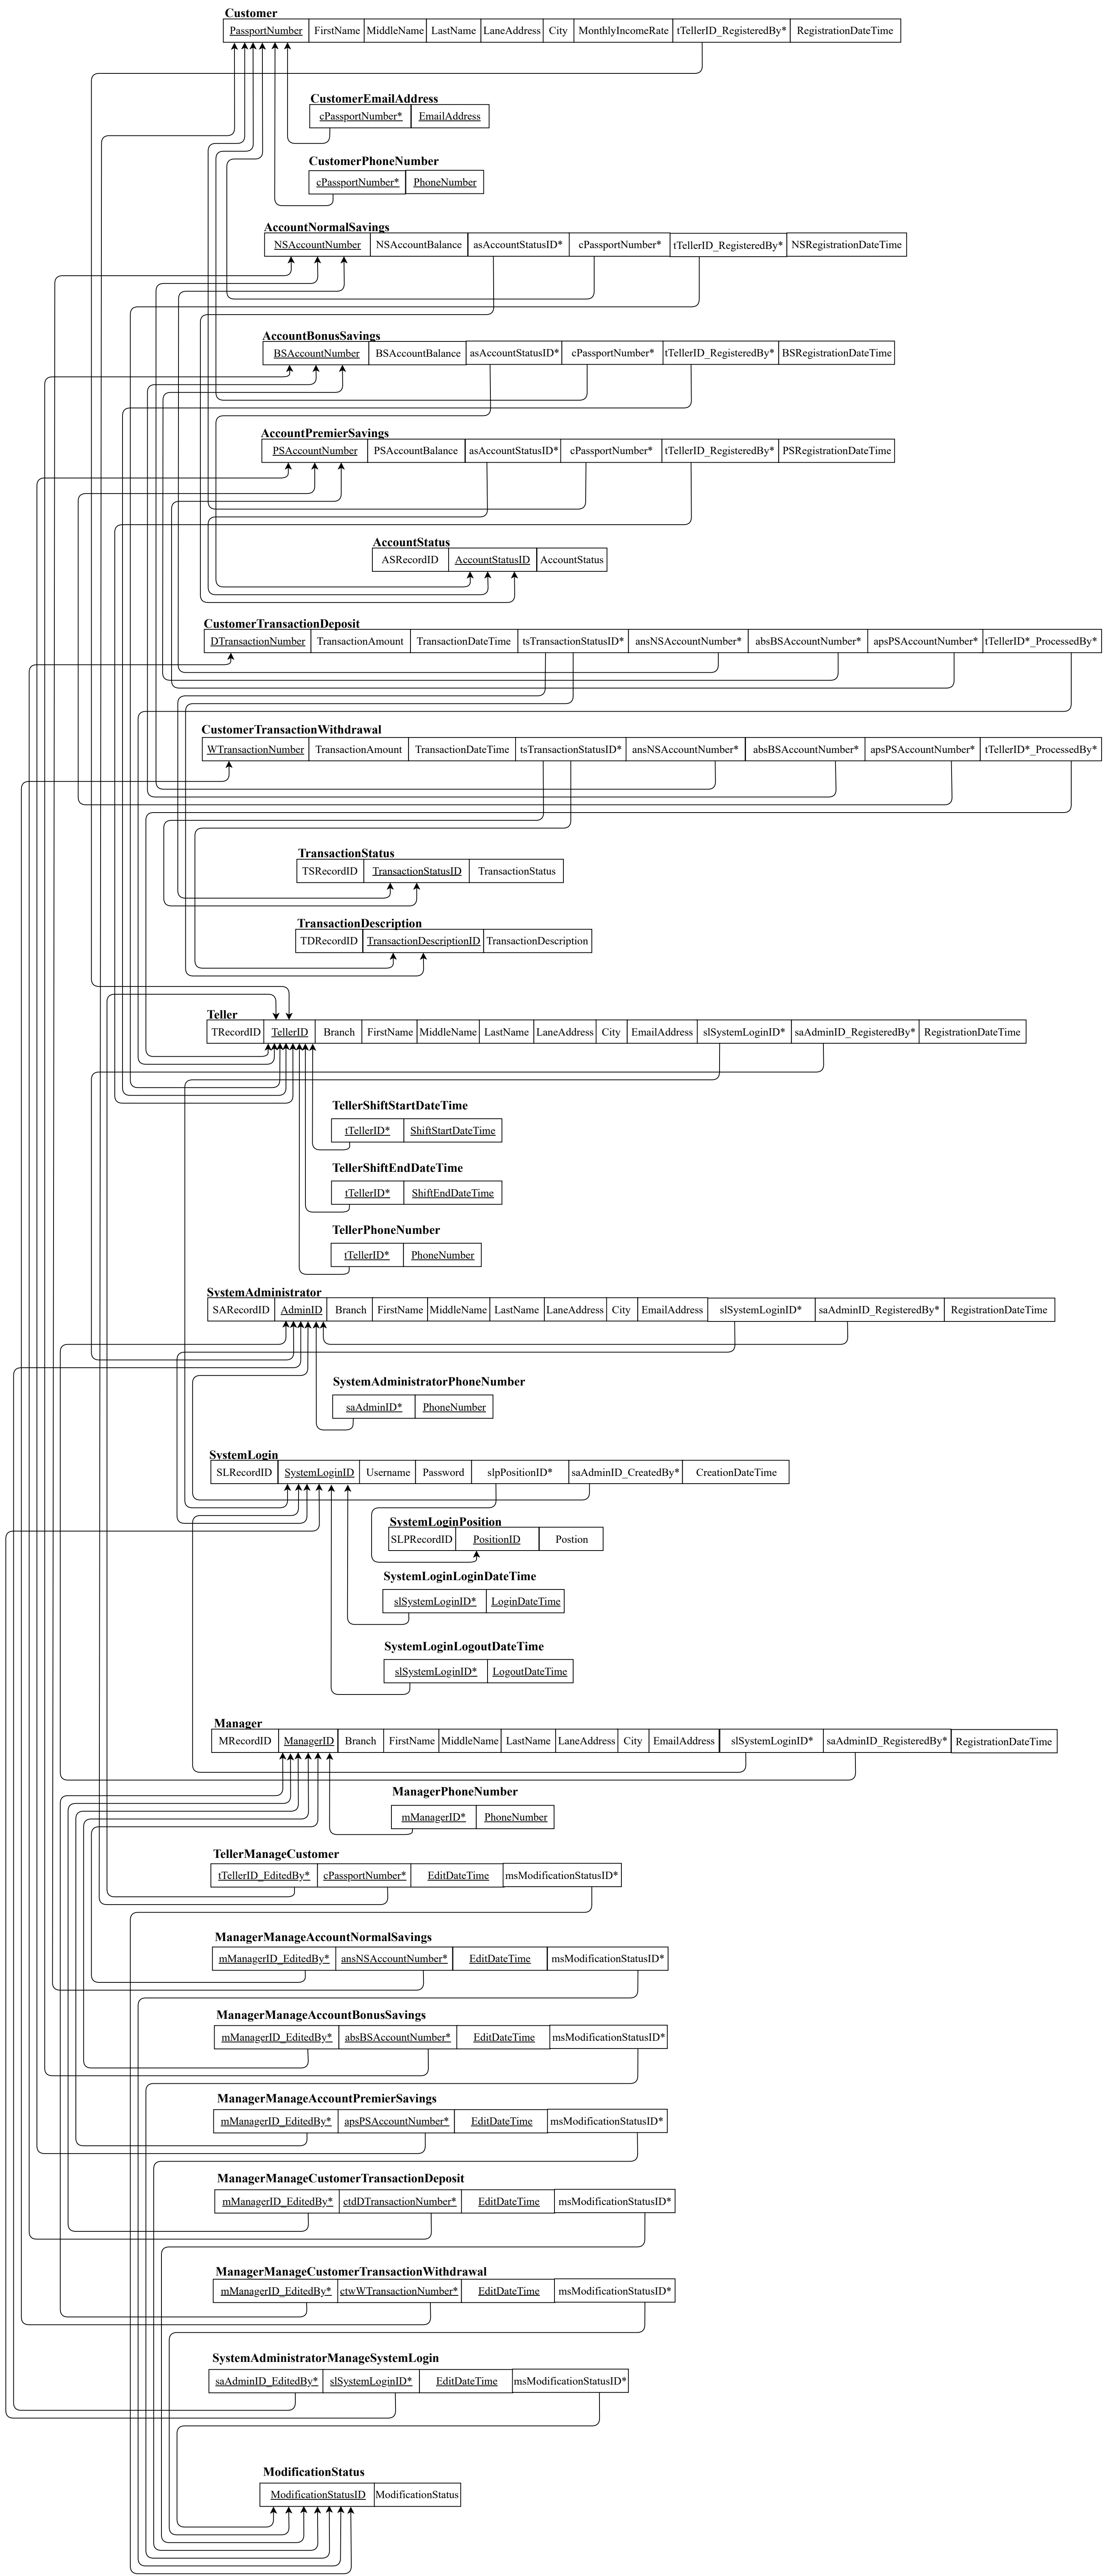 Customer
PassportNumber FirstName MiddleName LastName LaneAddress City MonthlyIncomeRate tTellerID_RegisteredBy* RegistrationDateTime
CustomerEmailAddress
cPassportNumber* EmailAddress
CustomerPhoneNumber
cPassportNumber* PhoneNumber
AccountNormalSavings
NSAccountNumber NSAccountBalance asAccountStatusID* cPassportNumber* tTellerID_RegisteredBy* NSRegistrationDateTime
AccountBonusSavings
BSAccountNumber BSAccountBalance asAccountStatusID* cPassportNumber* tTellerID_RegisteredBy* BSRegistrationDateTime
AccountPremierSavings
PSAccountNumber PSAccountBalance asAccountStatusID* cPassportNumber* tTellerID_RegisteredBy* PSRegistrationDateTime
AccountStatus
ASRecordID AccountStatusID AccountStatus
CustomerTransactionDeposit
DTransactionNumber TransactionAmount TransactionDateTime tsTransactionStatusID* ansNSAccountNumber* absBSAccountNumber* apsPSAccountNumber* tTellerID*_ProcessedBy*
CustomerTransactionWithdrawal
WTransactionNumber TransactionAmount TransactionDateTime tsTransactionStatusID* ansNSAccountNumber* absBSAccountNumber* apsPSAccountNumber* tTellerID*_ProcessedBy*
TransactionStatus
TSRecordID TransactionStatusID TransactionStatus
TransactionDescription
TDRecordID TransactionDescriptionID TransactionDescription
Teller
TRecordID TellerID Branch FirstName MiddleName LastName LaneAddress City EmailAddress slSystemLoginID* saAdminID_RegisteredBy* RegistrationDateTime
TellerShiftStartDateTime
tTellerID* ShiftStartDateTime
TellerShiftEndDateTime
tTellerID* ShiftEndDateTime
TellerPhoneNumber
tTellerID* PhoneNumber
SystemAdministrator
SARecordID AdminID Branch FirstName MiddleName LastName LaneAddress City EmailAddress slSystemLoginID* saAdminID_RegisteredBy* RegistrationDateTime
SystemAdministratorPhoneNumber
saAdminID* PhoneNumber
SystemLogin
SLRecordID SystemLoginID Username Password slpPositionID* saAdminID_CreatedBy* CreationDateTime
SystemLoginPosition
SLPRecordID PositionID Postion
SystemLoginLoginDateTime
slSystemLoginID* LoginDateTime
SystemLoginLogoutDateTime
slSystemLoginID* LogoutDateTime
Manager
MRecordID ManagerID Branch FirstName MiddleName LastName LaneAddress City EmailAddress slSystemLoginID* saAdminID_RegisteredBy* RegistrationDateTime
ManagerPhoneNumber
mManagerID* PhoneNumber
TellerManageCustomer
tTellerID_EditedBy* cPassportNumber* EditDateTime msModificationStatusID*
ManagerManageAccountNormalSavings
mManagerID_EditedBy* ansNSAccountNumber* EditDateTime msModificationStatusID*
ManagerManageAccountBonusSavings
mManagerID_EditedBy* absBSAccountNumber* EditDateTime msModificationStatusID*
ManagerManageAccountPremierSavings
mManagerID_EditedBy* apsPSAccountNumber* EditDateTime msModificationStatusID*
ManagerManageCustomerTransactionDeposit
mManagerID_EditedBy* ctdDTransactionNumber* EditDateTime msModificationStatusID*
ManagerManageCustomerTransactionWithdrawal
mManagerID_EditedBy* ctwWTransactionNumber* EditDateTime msModificationStatusID*
SystemAdministratorManageSystemLogin
saAdminID_EditedBy* slSystemLoginID* EditDateTime msModificationStatusID*
ModificationStatus
ModificationStatusID ModificationStatus